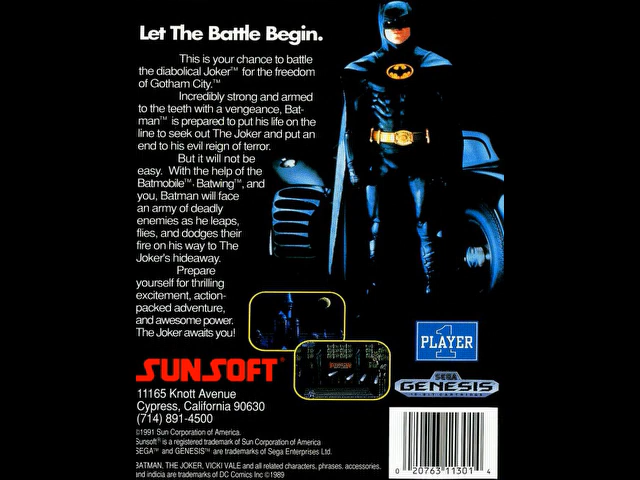 Let The Battle Begin.
This is your chance to battle
the diabolical Joker™ for the freedom
of Gotham City.™
Incredibly strong and armed
to the teeth with a vengeance, Bat-
man™ is prepared to put his life on the
line to seek out The Joker and put an
end to his evil reign of terror.
But it will not be
easy. With the help of the
Batmobile™, Batwing™, and
you, Batman will face
an army of deadly
enemies as he leaps,
flies, and dodges their
fire on his way to The
Joker's hideaway.
Prepare
yourself for thrilling
excitement, action-
packed adventure,
and awesome power.
The Joker awaits you!
1
PLAYER
SUNSOFT®
SEGA
GENESIS
16-BIT CARTRIDGE
11165 Knott Avenue
Cypress, California 90630
(714) 891-4500
©1991 Sun Corporation of America.
Sunsoft® is a registered trademark of Sun Corporation of America
SEGA™ and GENESIS™ are trademarks of Sega Enterprises Ltd.
BATMAN, THE JOKER, VICKI VALE and all related characters, phrases, accessories,
and indicia are trademarks of DC Comics Inc ©1989
0 20763 11301 4